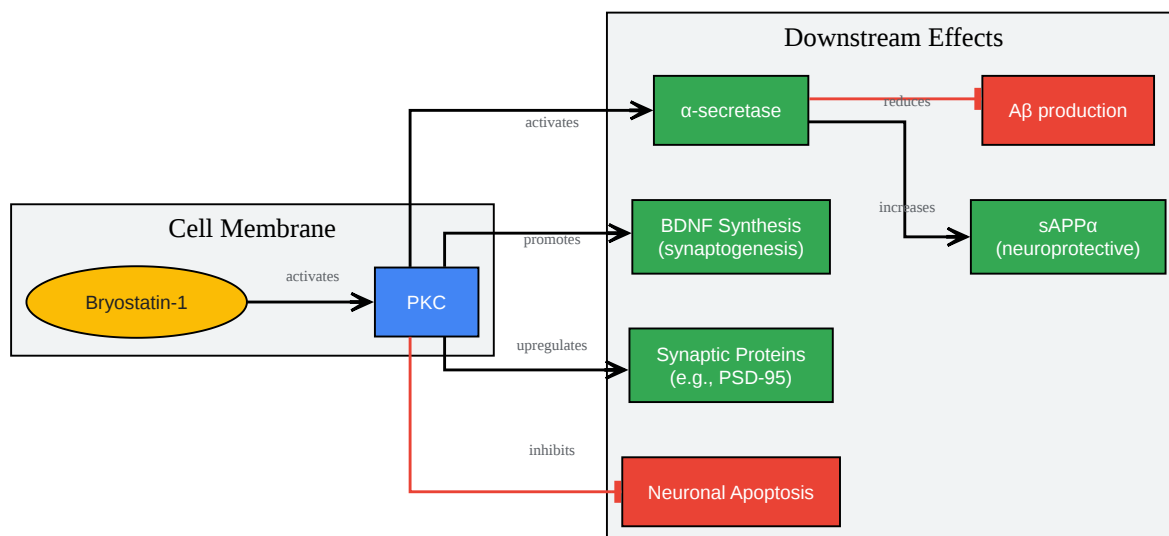 Downstream Effects
α-secretase
reduces
Aβ production
activates
increases
Cell Membrane
BDNF Synthesis
(synaptogenesis)
sAPPα
(neuroprotective)
promotes
activates
Bryostatin-1
PKC
upregulates
Synaptic Proteins
(e.g., PSD-95)
inhibits
Neuronal Apoptosis